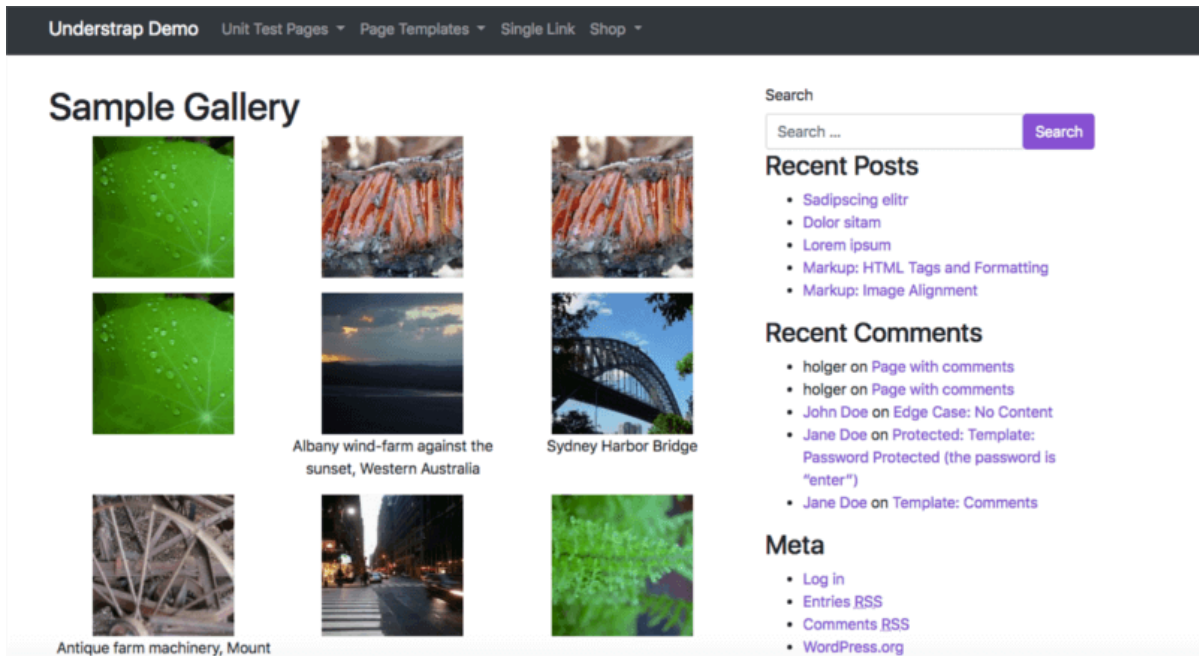 Understrap Demo Unit Test Pages Page Templates Single Link Shop
Sample Gallery
Albany wind-farm against the
sunset, Western Australia
Sydney Harbor Bridge
Antique farm machinery, Mount
Search
Search ... Search
Recent Posts
Sadipscing elitr
Dolor sitam
Lorem ipsum
Markup: HTML Tags and Formatting
Markup: Image Alignment
Recent Comments
holger on Page with comments
holger on Page with comments
John Doe on Edge Case: No Content
Jane Doe on Protected: Template:
Password Protected (the password is
“enter”)
Jane Doe on Template: Comments
Meta
Log in
Entries RSS
Comments RSS
WordPress.org